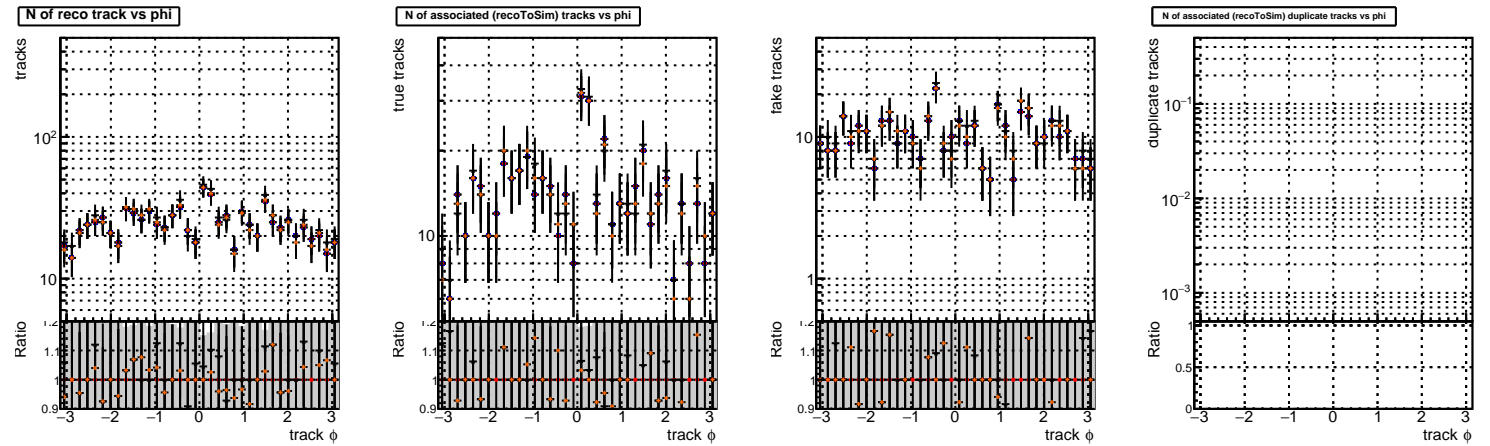 N of reco track vs phi
tracks
10²
10
Ratio
1.2
1.1
1
0.9
−3 −2 −1 0 1 2 3
track ϕ
N of associated (recoToSim) tracks vs phi
true tracks
10
Ratio
1.2
1.1
1
0.9
−3 −2 −1 0 1 2 3
track ϕ
fake tracks
10
1
Ratio
1.2
1.1
1
0.9
−3 −2 −1 0 1 2 3
track ϕ
N of associated (recoToSim) duplicate tracks vs phi
duplicate tracks
10⁻¹
10⁻²
10⁻³
Ratio
1
0.5
0
−3 −2 −1 0 1 2 3
track ϕ